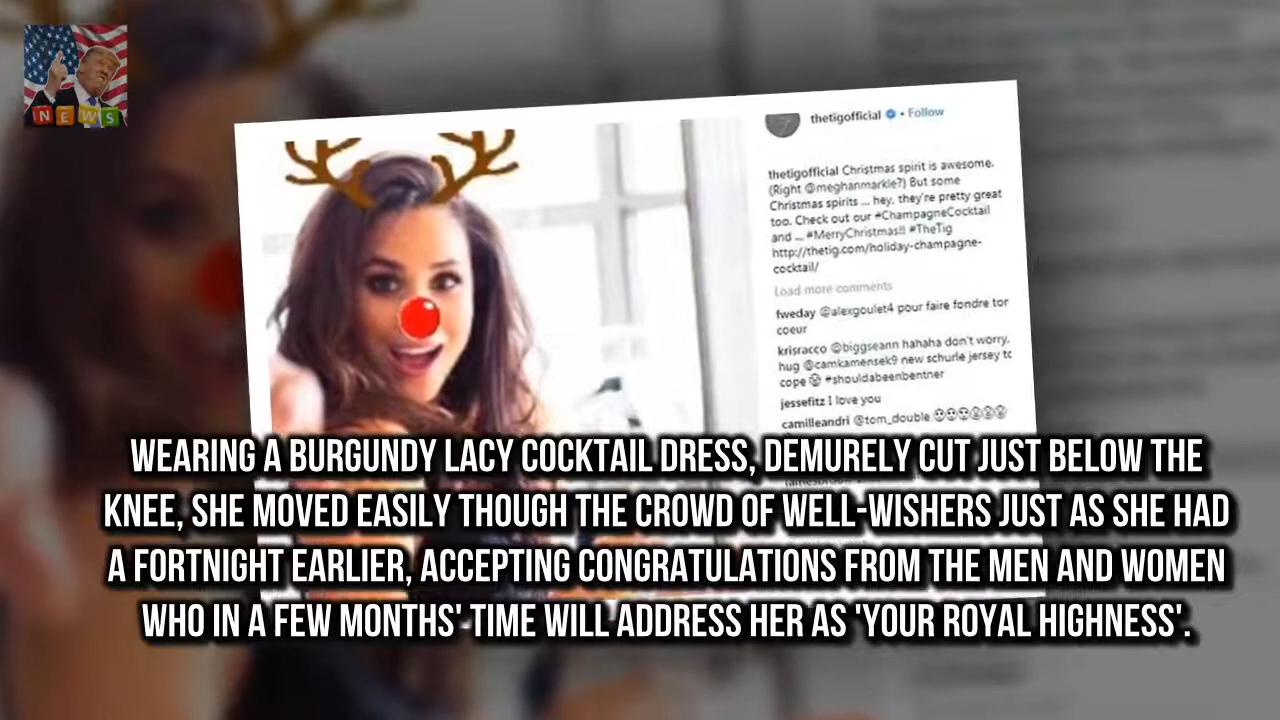 NEWS
thetigofficial • Follow
thetigofficial Christmas spirit is awesome.
(Right @meghanmarkle?) But some
Christmas spirits ... hey, they're pretty great
too. Check out our #ChampagneCocktail
and ... #MerryChristmas!! #TheTig
http://thetig.com/holiday-champagne-
cocktail/
Load more comments
fweday @alexgoulet4 pour faire fondre tor
coeur
krisracco @biggseann hahaha don't worry,
hug @camkamensek9 new schurle jersey to
cope #shouldabeenbentner
jessefitz I love you
camilleandri @tom_double
WEARING A BURGUNDY LACY COCKTAIL DRESS, DEMURELY CUT JUST BELOW THE
KNEE, SHE MOVED EASILY THOUGH THE CROWD OF WELL-WISHERS JUST AS SHE HAD
A FORTNIGHT EARLIER, ACCEPTING CONGRATULATIONS FROM THE MEN AND WOMEN
WHO IN A FEW MONTHS' TIME WILL ADDRESS HER AS 'YOUR ROYAL HIGHNESS'.